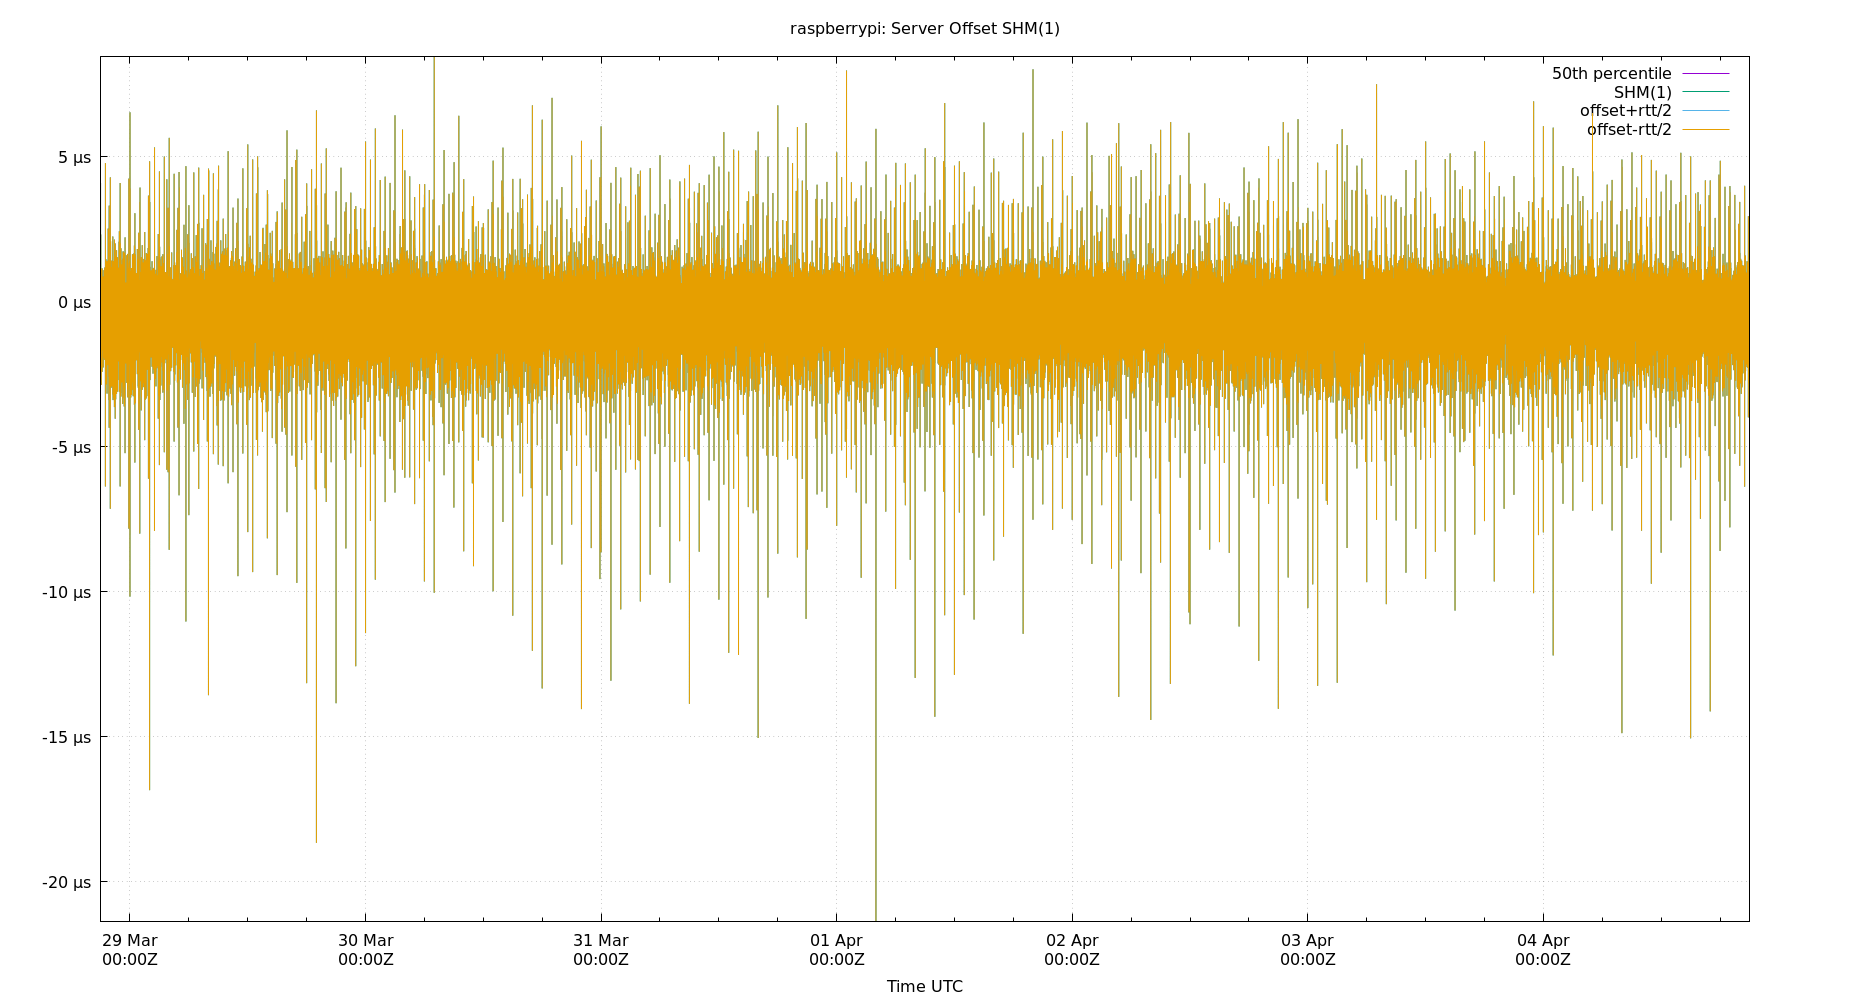 raspberrypi: Server Offset SHM(1)
50th percentile
SHM(1)
offset+rtt/2
offset-rtt/2
5 µs
0 µs
-5 µs
-10 µs
-15 µs
-20 µs
29 Mar 30 Mar 31 Mar 01 Apr 02 Apr 03 Apr 04 Apr
00:00Z 00:00Z 00:00Z 00:00Z 00:00Z 00:00Z 00:00Z
Time UTC